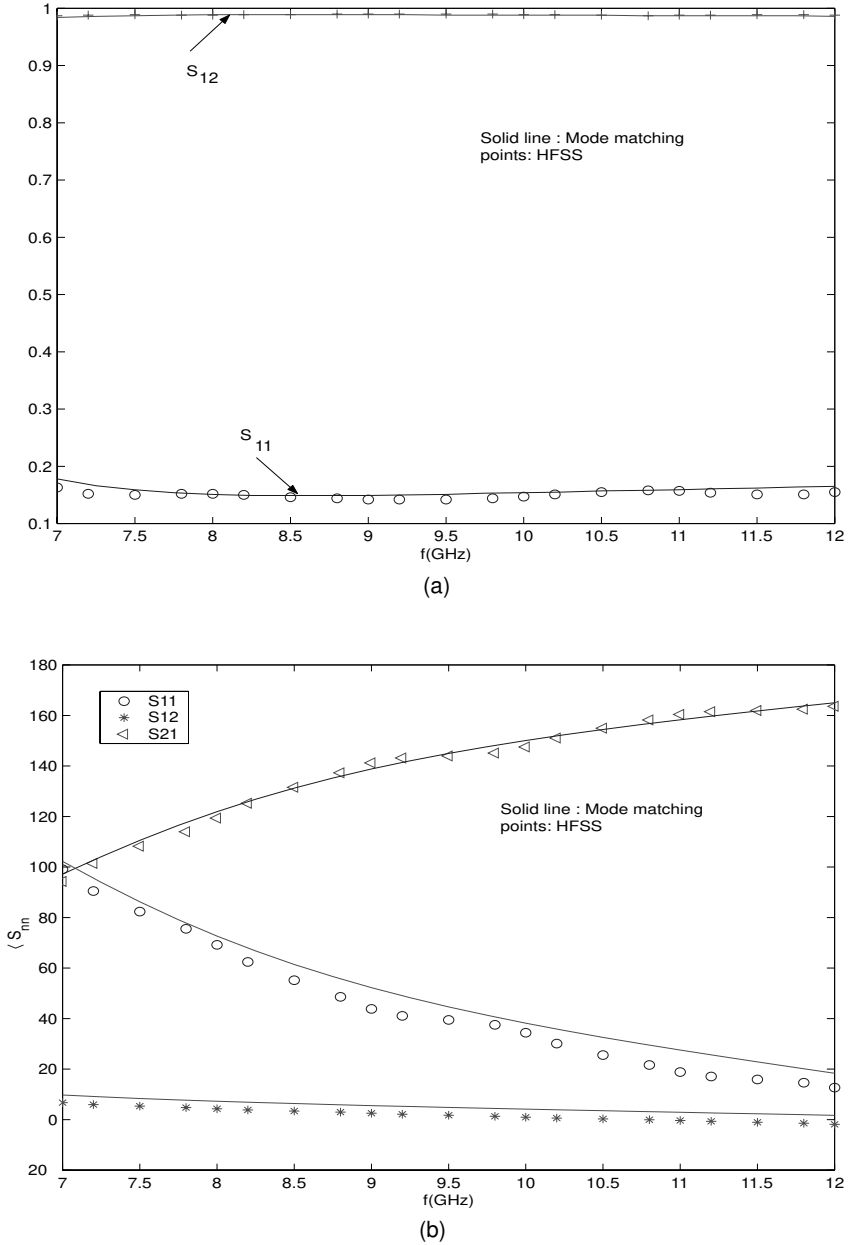 1
0.9
0.8
0.7
0.6
0.5
0.4
0.3
0.2
0.1
S12
Solid line : Mode matching
points: HFSS
S11
7 7.5 8 8.5 9 9.5 10 10.5 11 11.5 12
f(GHz)
(a)
180
160
140
120
100
80
60
40
20
0
20
S11
S12
S21
Solid line : Mode matching
points: HFSS
⟨ Snn
7 7.5 8 8.5 9 9.5 10 10.5 11 11.5 12
f(GHz)
(b)